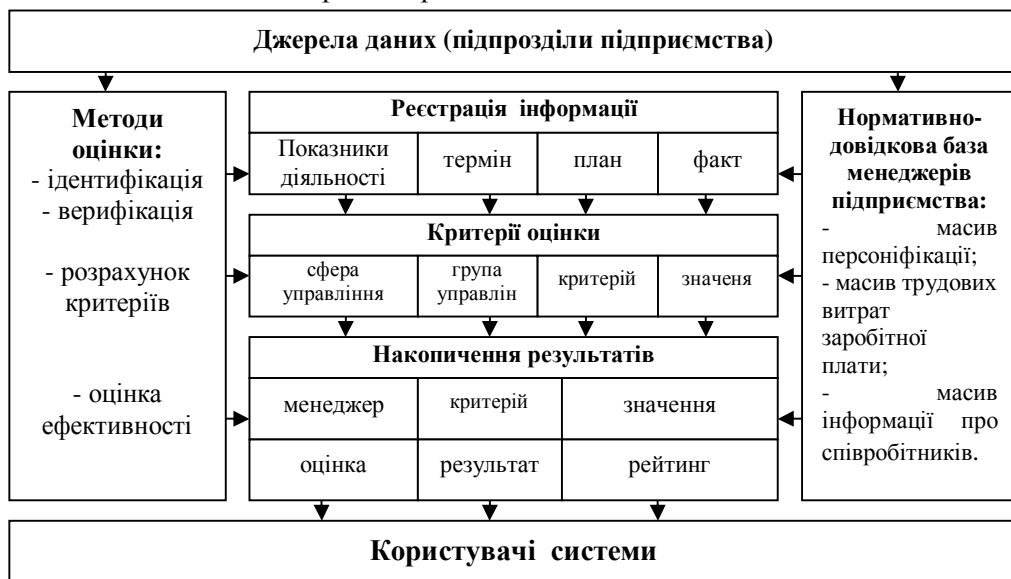 Джерела даних (підпрозділи підприємства)
Методи
оцінки:
- ідентифікація
- верифікація
- розрахунок
критеріїв
- оцінка
ефективності
Реєстрація інформації
Показники
діяльності
термін
план
факт
Критерії оцінки
сфера
управління
група
управлін
критерій
значеня
Накопичення результатів
менеджер
критерій
значення
оцінка
результат
рейтинг
Нормативно-
довідкова база
менеджерів
підприємства:
- масив
персоніфікації;
- масив трудових
витрат
заробітної
плати;
- масив
інформації про
співробітників.
Користувачі системи